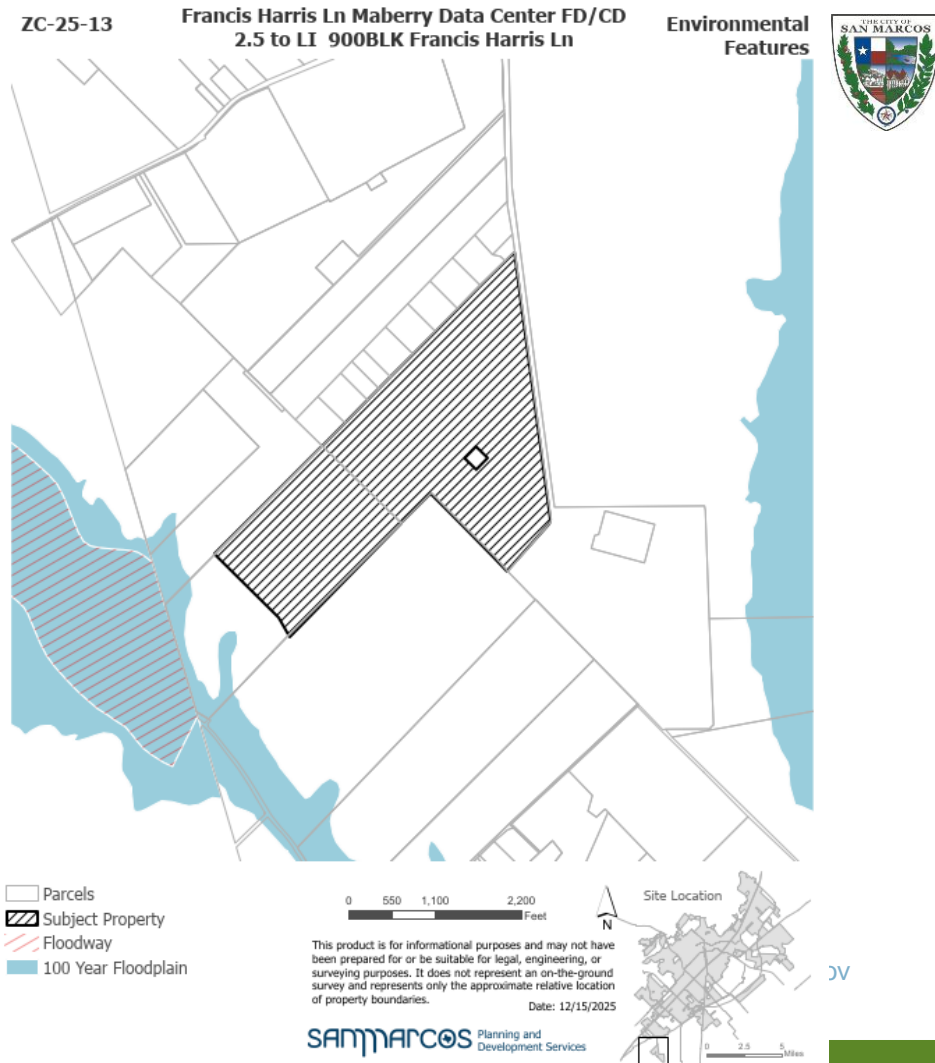 ZC-25-13
Francis Harris Ln Maberry Data Center FD/CD
2.5 to LI 900BLK Francis Harris Ln
Environmental
Features
THE CITY OF
SAN MARCOS
Parcels
Subject Property
Floodway
100 Year Floodplain
0 550 1,100 2,200
Feet
N
This product is for informational purposes and may not have
been prepared for or be suitable for legal, engineering, or
surveying purposes. It does not represent an on-the-ground
survey and represents only the approximate relative location
of property boundaries.
Date: 12/15/2025
SANMARCOS Planning and
Development Services
Site Location
0 2.5 5
Miles
ov